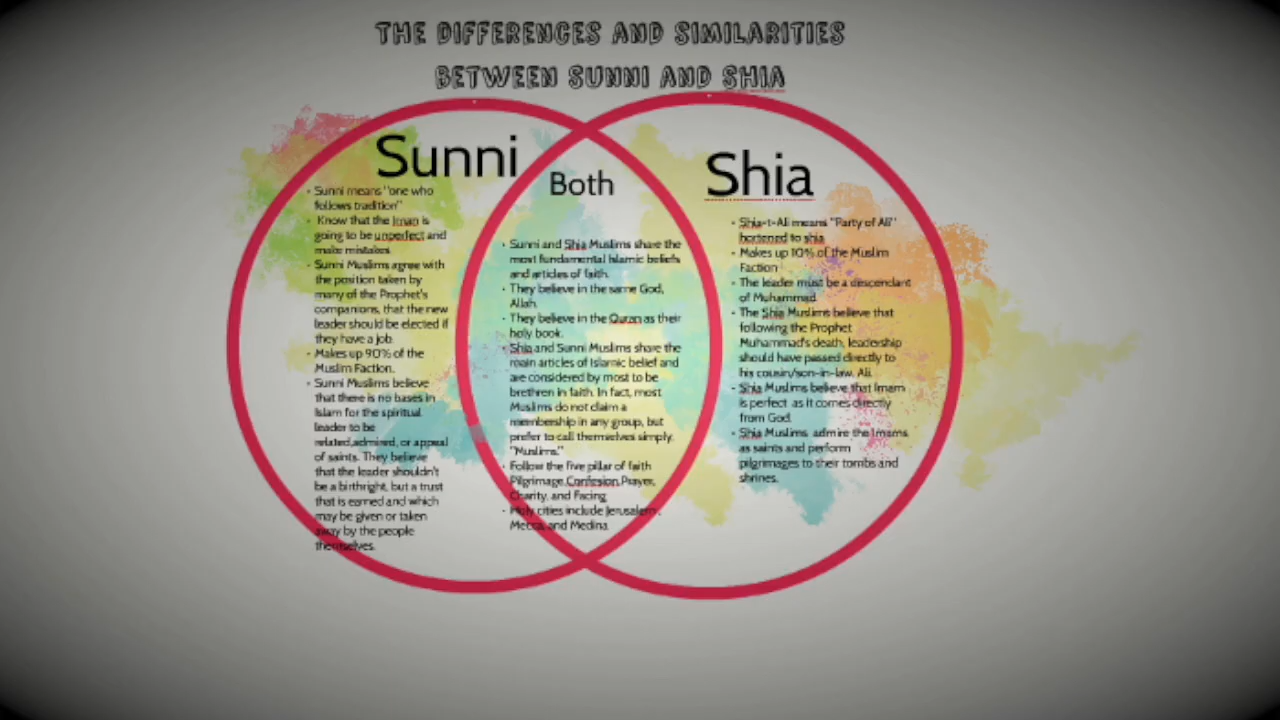 THE DIFFERENCES AND SIMILARITIES
BETWEEN SUNNI AND SHIA
Sunni
• Sunni means "one who
follows tradition"
• Know that the Iman is
going to be unperfect and
make mistakes
• Sunni Muslims agree with
the position taken by
many of the Prophet's
companions, that the new
leader should be elected if
they have a job.
• Makes up 90% of the
Muslim Faction.
• Sunni Muslims believe
that there is no bases in
Islam for the spiritual
leader to be
related,admired, or appeal
of saints. They believe
that the leader shouldn't
be a birthright, but a trust
that is earned and which
may be given or taken
away by the people
themselves.
Both
• Sunni and Shia Muslims share the
most fundamental Islamic beliefs
and articles of faith.
• They believe in the same God,
Allah.
• They believe in the Quran as their
holy book.
• Shia and Sunni Muslims share the
main articles of Islamic belief and
are considered by most to be
brethren in faith. In fact, most
Muslims do not claim a
membership in any group, but
prefer to call themselves simply,
"Muslims."
• Follow the five pillar of faith
Pilgrimage,Confesion,Prayer,
Charity, and Facing
• Holy cities include Jerusalem ,
Mecca, and Medina
Shia
• Shia-t-Ali means "Party of Ali"
hortened to shia
• Makes up 10% of the Muslim
Faction
• The leader must be a descendant
of Muhammad
• The Shia Muslims believe that
following the Prophet
Muhammad's death, leadership
should have passed directly to
his cousin/son-in-law, Ali.
• Shia Muslims believe that Imam
is perfect as it comes directly
from God.
• Shia Muslims admire the Imams
as saints and perform
pilgrimages to their tombs and
shrines.